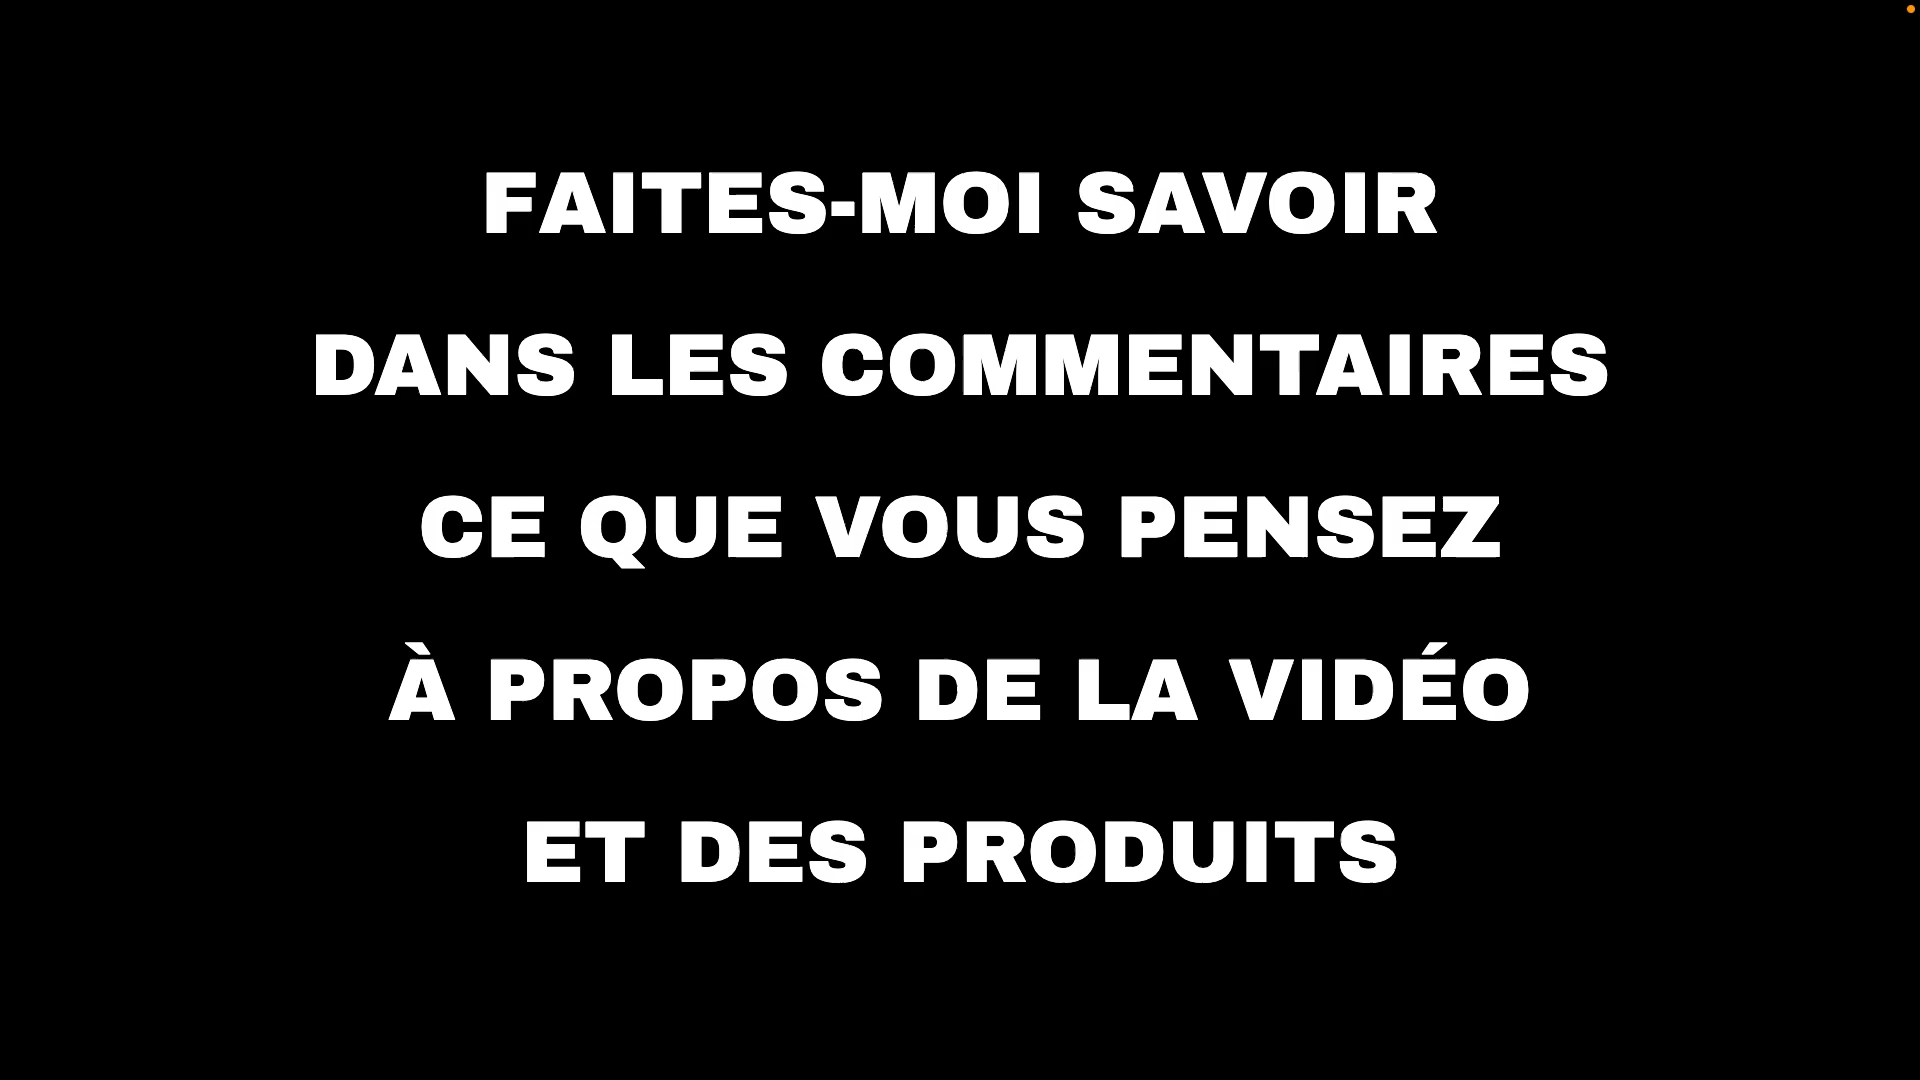 FAITES-MOI SAVOIR
DANS LES COMMENTAIRES
CE QUE VOUS PENSEZ
À PROPOS DE LA VIDÉO
ET DES PRODUITS